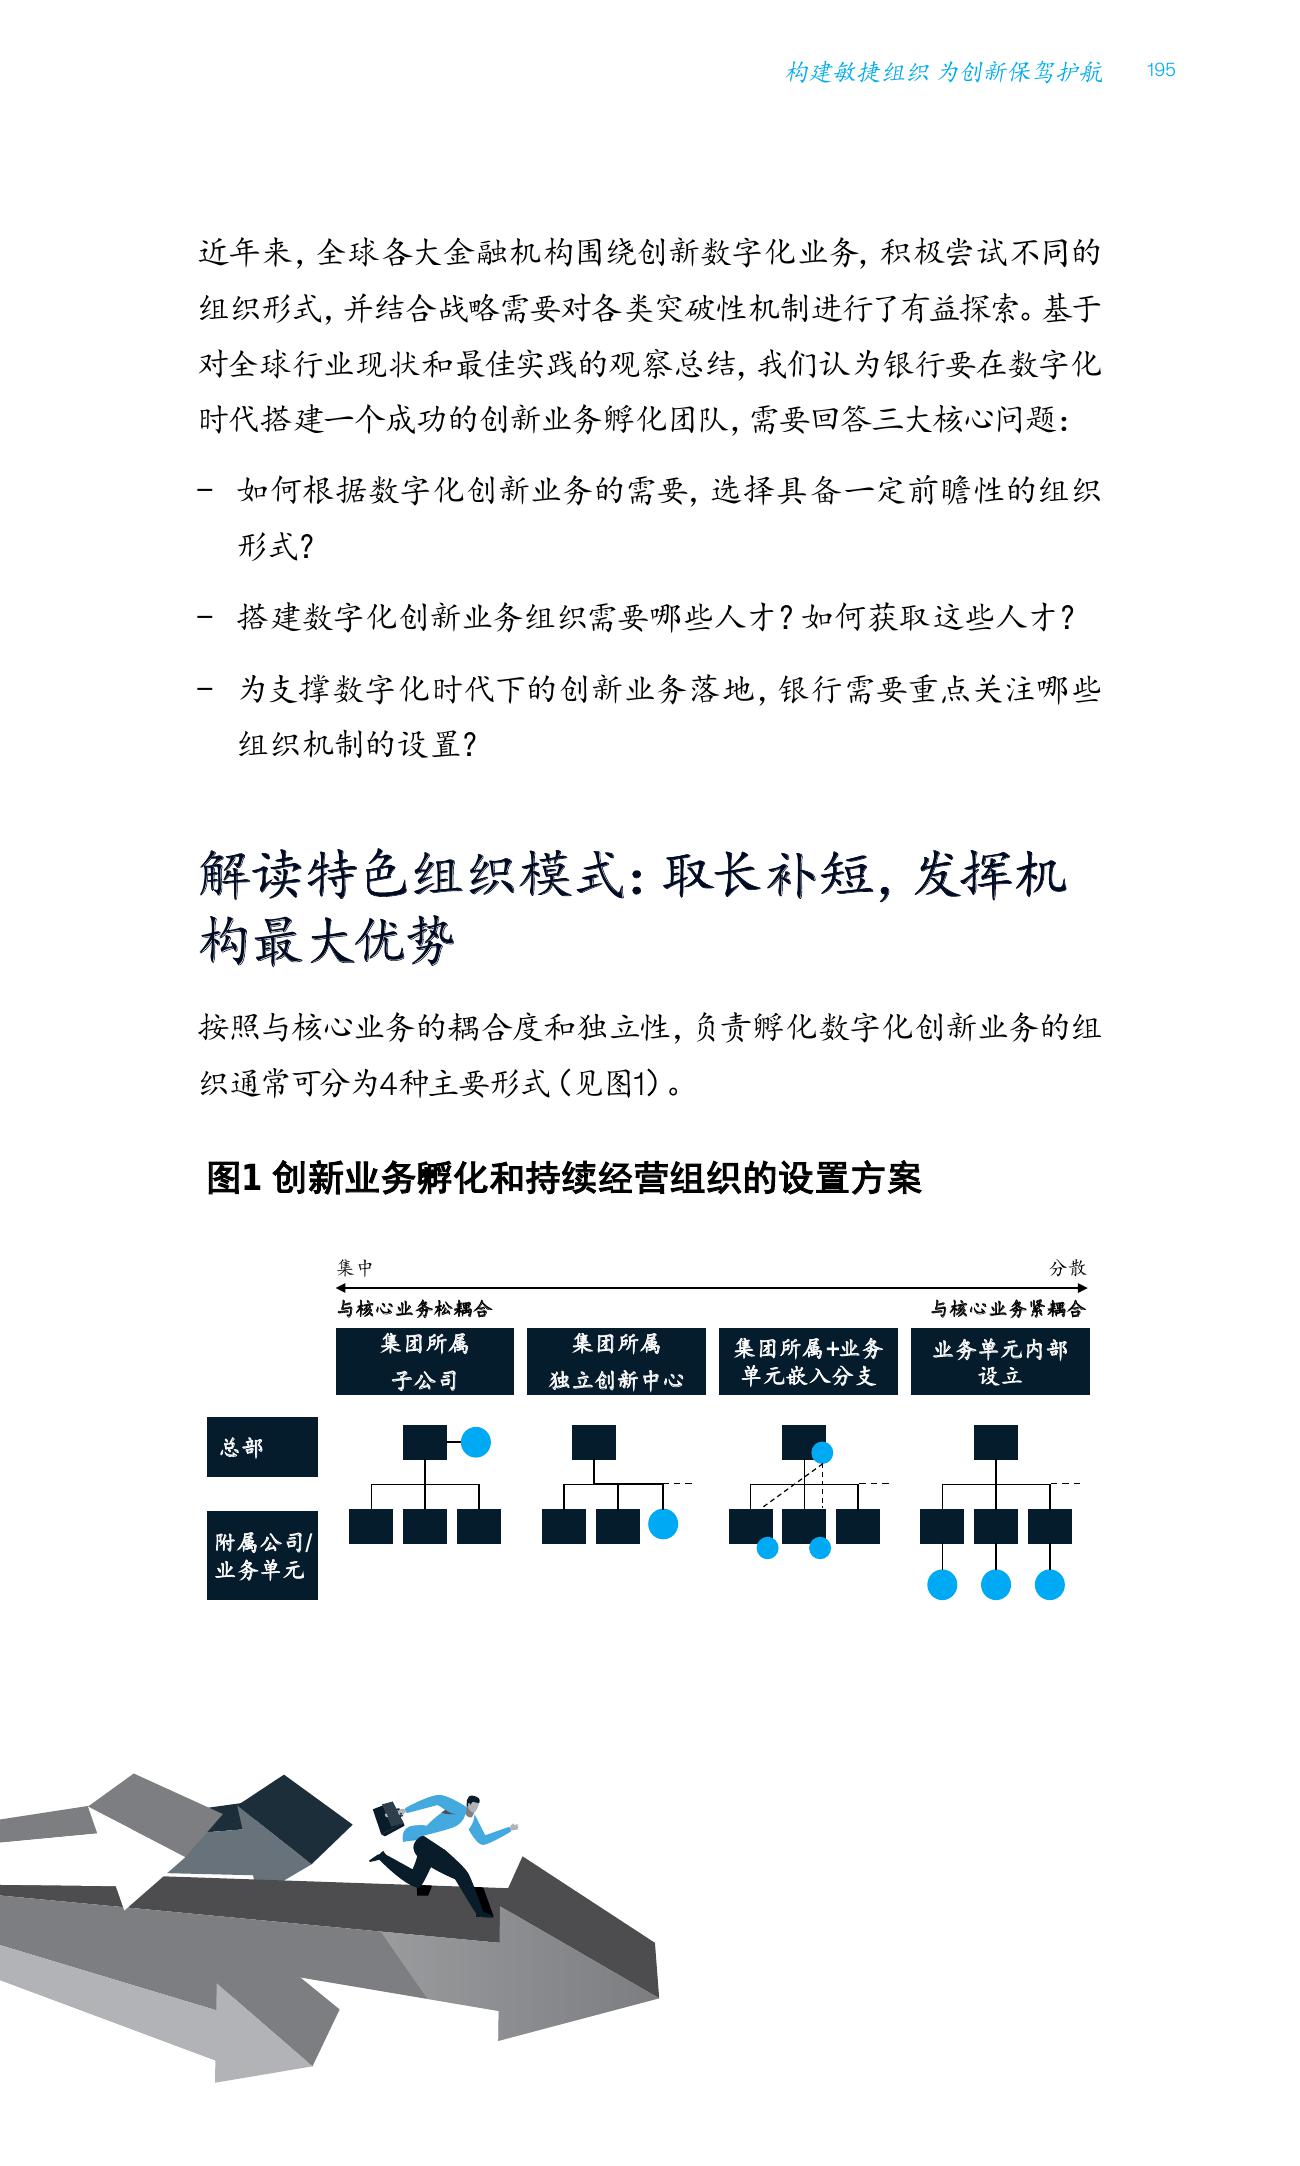 构建敏捷组织 为创新保驾护航 195
近年来，全球各大金融机构围绕创新数字化业务，积极尝试不同的
组织形式，并结合战略需要对各类突破性机制进行了有益探索。基于
对全球行业现状和最佳实践的观察总结，我们认为银行要在数字化
时代搭建一个成功的创新业务孵化团队，需要回答三大核心问题：
– 如何根据数字化创新业务的需要，选择具备一定前瞻性的组织
形式？
– 搭建数字化创新业务组织需要哪些人才？如何获取这些人才？
– 为支撑数字化时代下的创新业务落地，银行需要重点关注哪些
组织机制的设置？
解读特色组织模式：取长补短，发挥机
构最大优势
按照与核心业务的耦合度和独立性，负责孵化数字化创新业务的组
织通常可分为4种主要形式（见图1）。
图1 创新业务孵化和持续经营组织的设置方案
集中 分散
与核心业务松耦合 与核心业务紧耦合
集团所属
子公司
集团所属
独立创新中心
集团所属+业务
单元嵌入分支
业务单元内部
设立
总部
附属公司/
业务单元